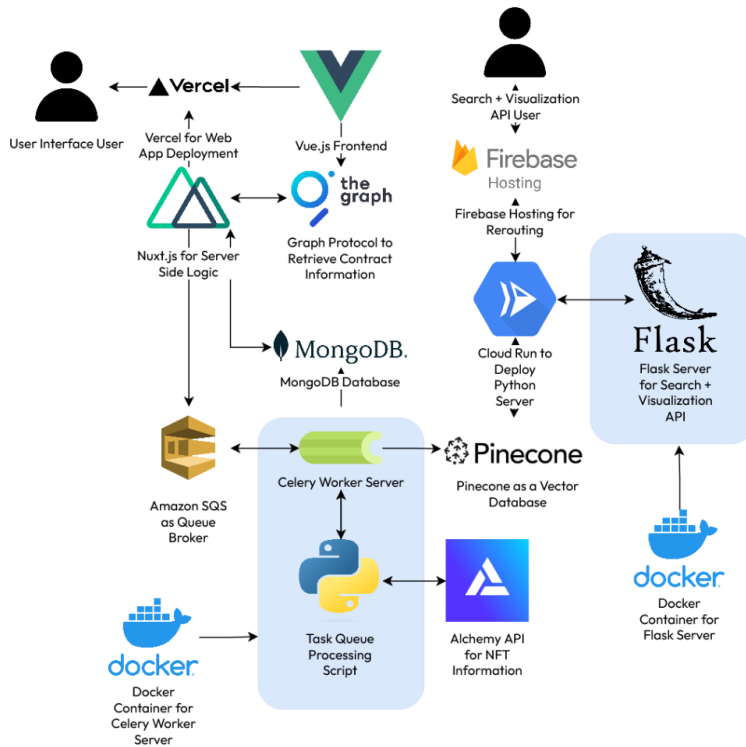 User Interface User
Vercel
Vercel for Web
App Deployment
Vue.js Frontend
Search + Visualization
API User
Firebase
Hosting
Firebase Hosting for
Rerouting
the
graph
Graph Protocol to
Retrieve Contract
Information
Nuxt.js for Server
Side Logic
MongoDB.
MongoDB Database
Cloud Run to
Deploy
Python
Server
Flask
Flask Server
for Search +
Visualization
API
Amazon SQS
as Queue
Broker
Celery Worker Server
Pinecone
Pinecone as a Vector
Database
docker
Docker
Container for
Flask Server
Task Queue
Processing
Script
Alchemy API
for NFT
Information
docker
Docker
Container for
Celery Worker
Server